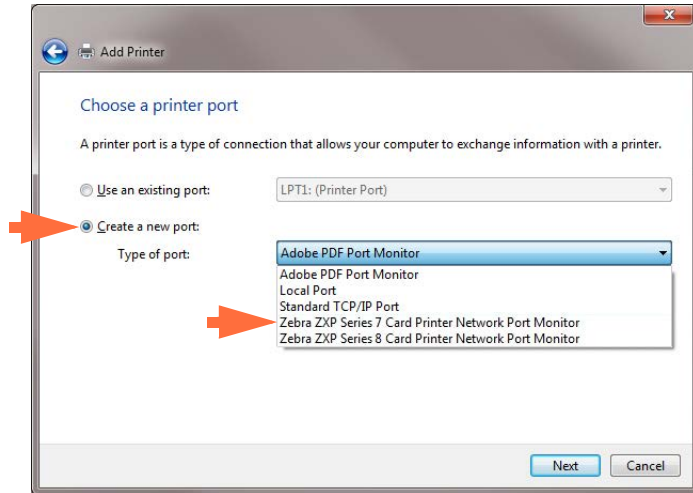 Add Printer
Choose a printer port
A printer port is a type of connection that allows your computer to exchange information with a printer.
Use an existing port: LPT1: (Printer Port)
Create a new port:
Type of port: Adobe PDF Port Monitor
Adobe PDF Port Monitor
Local Port
Standard TCP/IP Port
Zebra ZXP Series 7 Card Printer Network Port Monitor
Zebra ZXP Series 8 Card Printer Network Port Monitor
Next Cancel